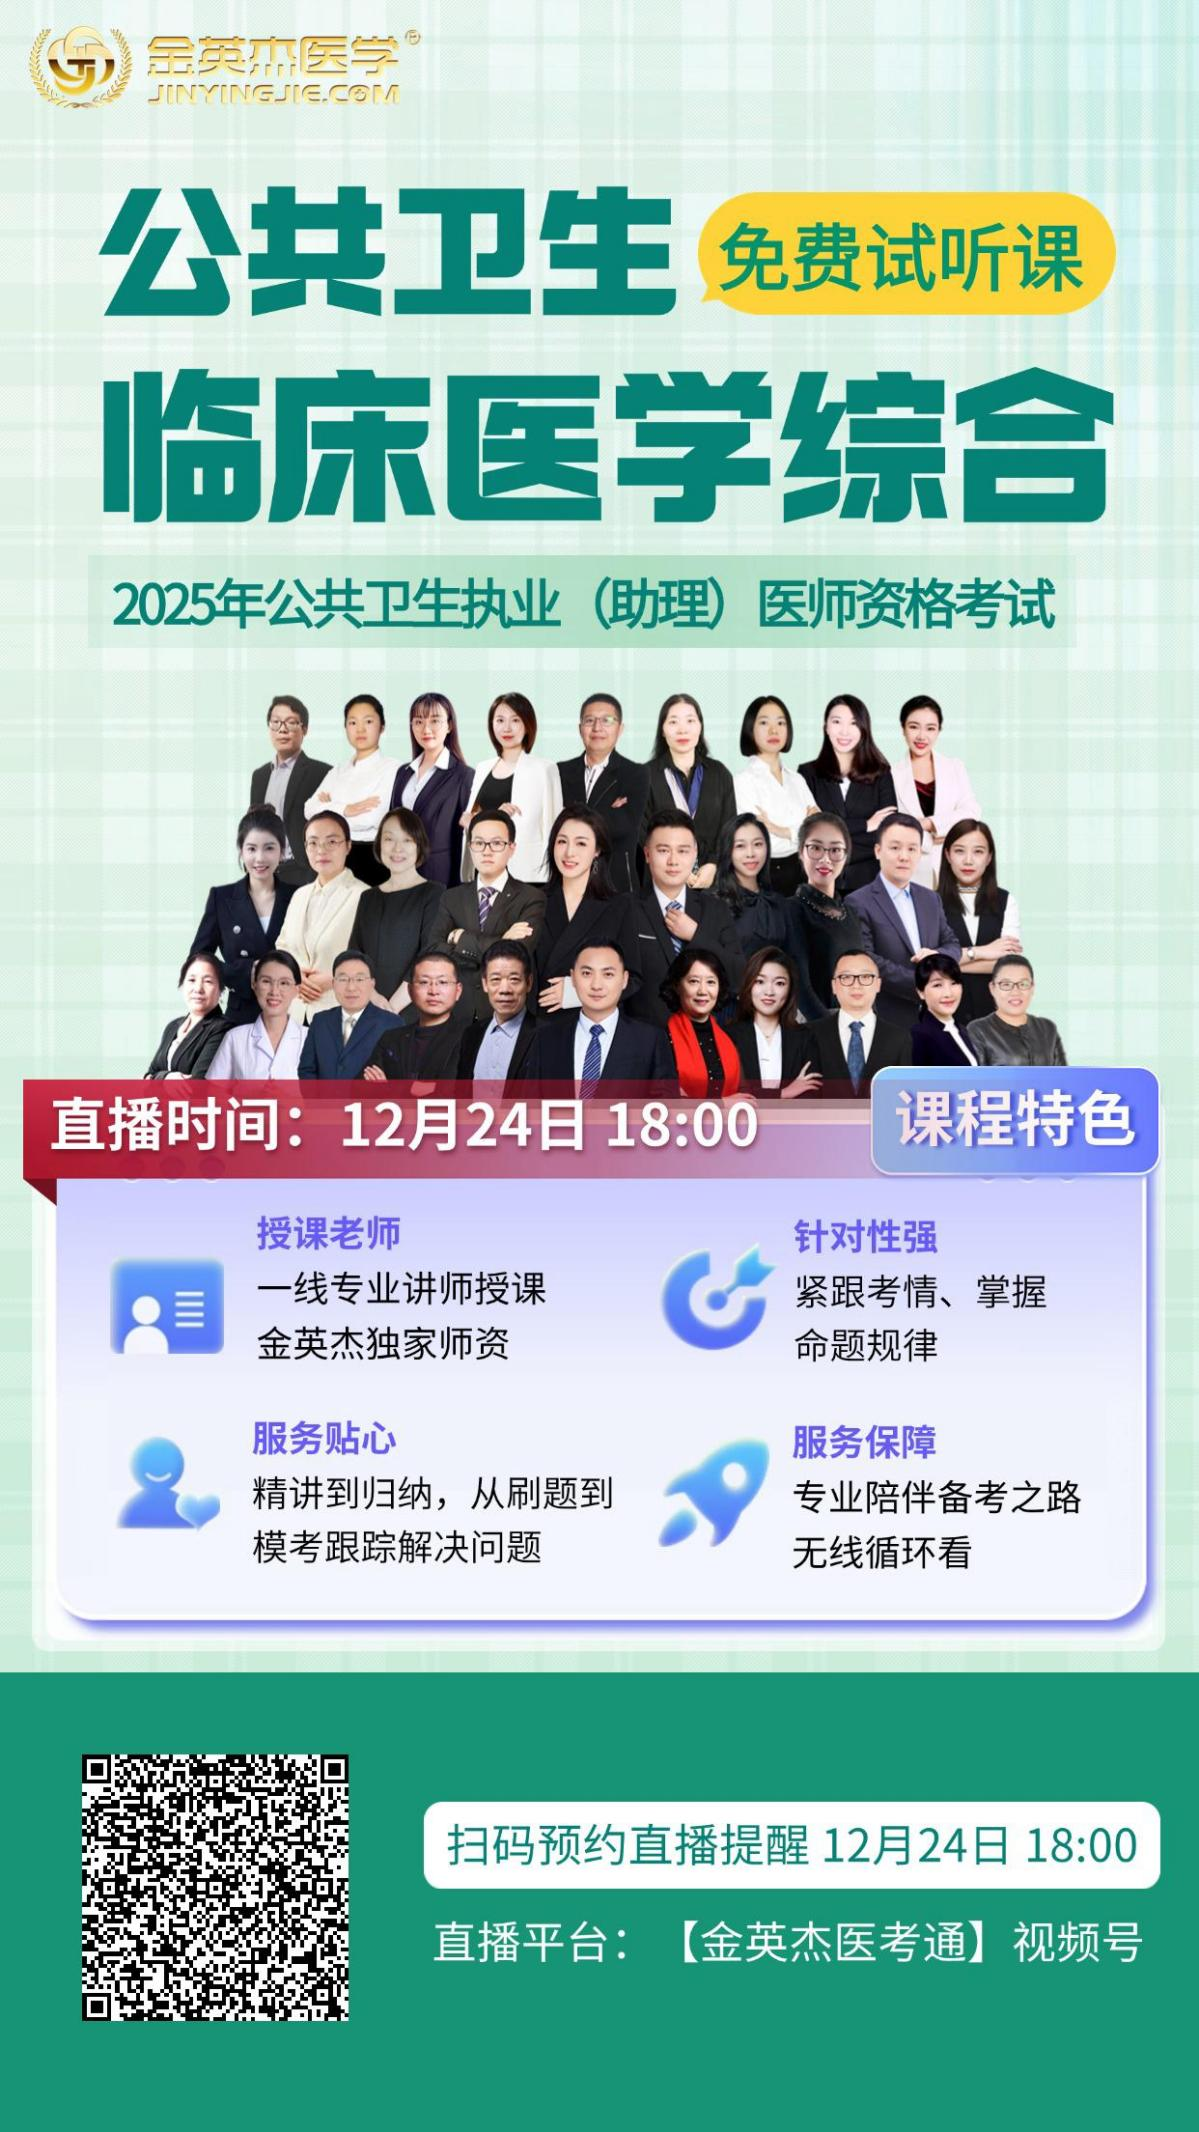 金英杰医学®
JINYINGJIE.COM
公共卫生
免费试听课
临床医学综合
2025年公共卫生执业（助理）医师资格考试
直播时间：12月24日 18:00
课程特色
授课老师
一线专业讲师授课
金英杰独家师资
针对性强
紧跟考情、掌握
命题规律
服务贴心
精讲到归纳，从刷题到
模考跟踪解决问题
服务保障
专业陪伴备考之路
无线循环看
扫码预约直播提醒 12月24日 18:00
直播平台：【金英杰医考通】视频号